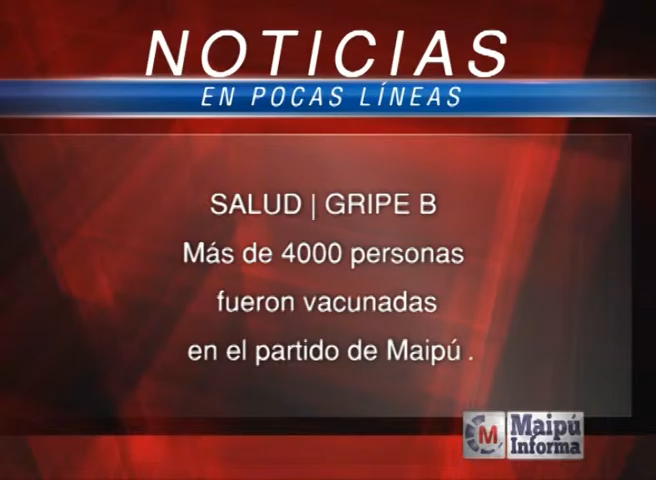 NOTICIAS
EN POCAS LÍNEAS
SALUD | GRIPE B
Más de 4000 personas
fueron vacunadas
en el partido de Maipú .
M Maipú
Informa